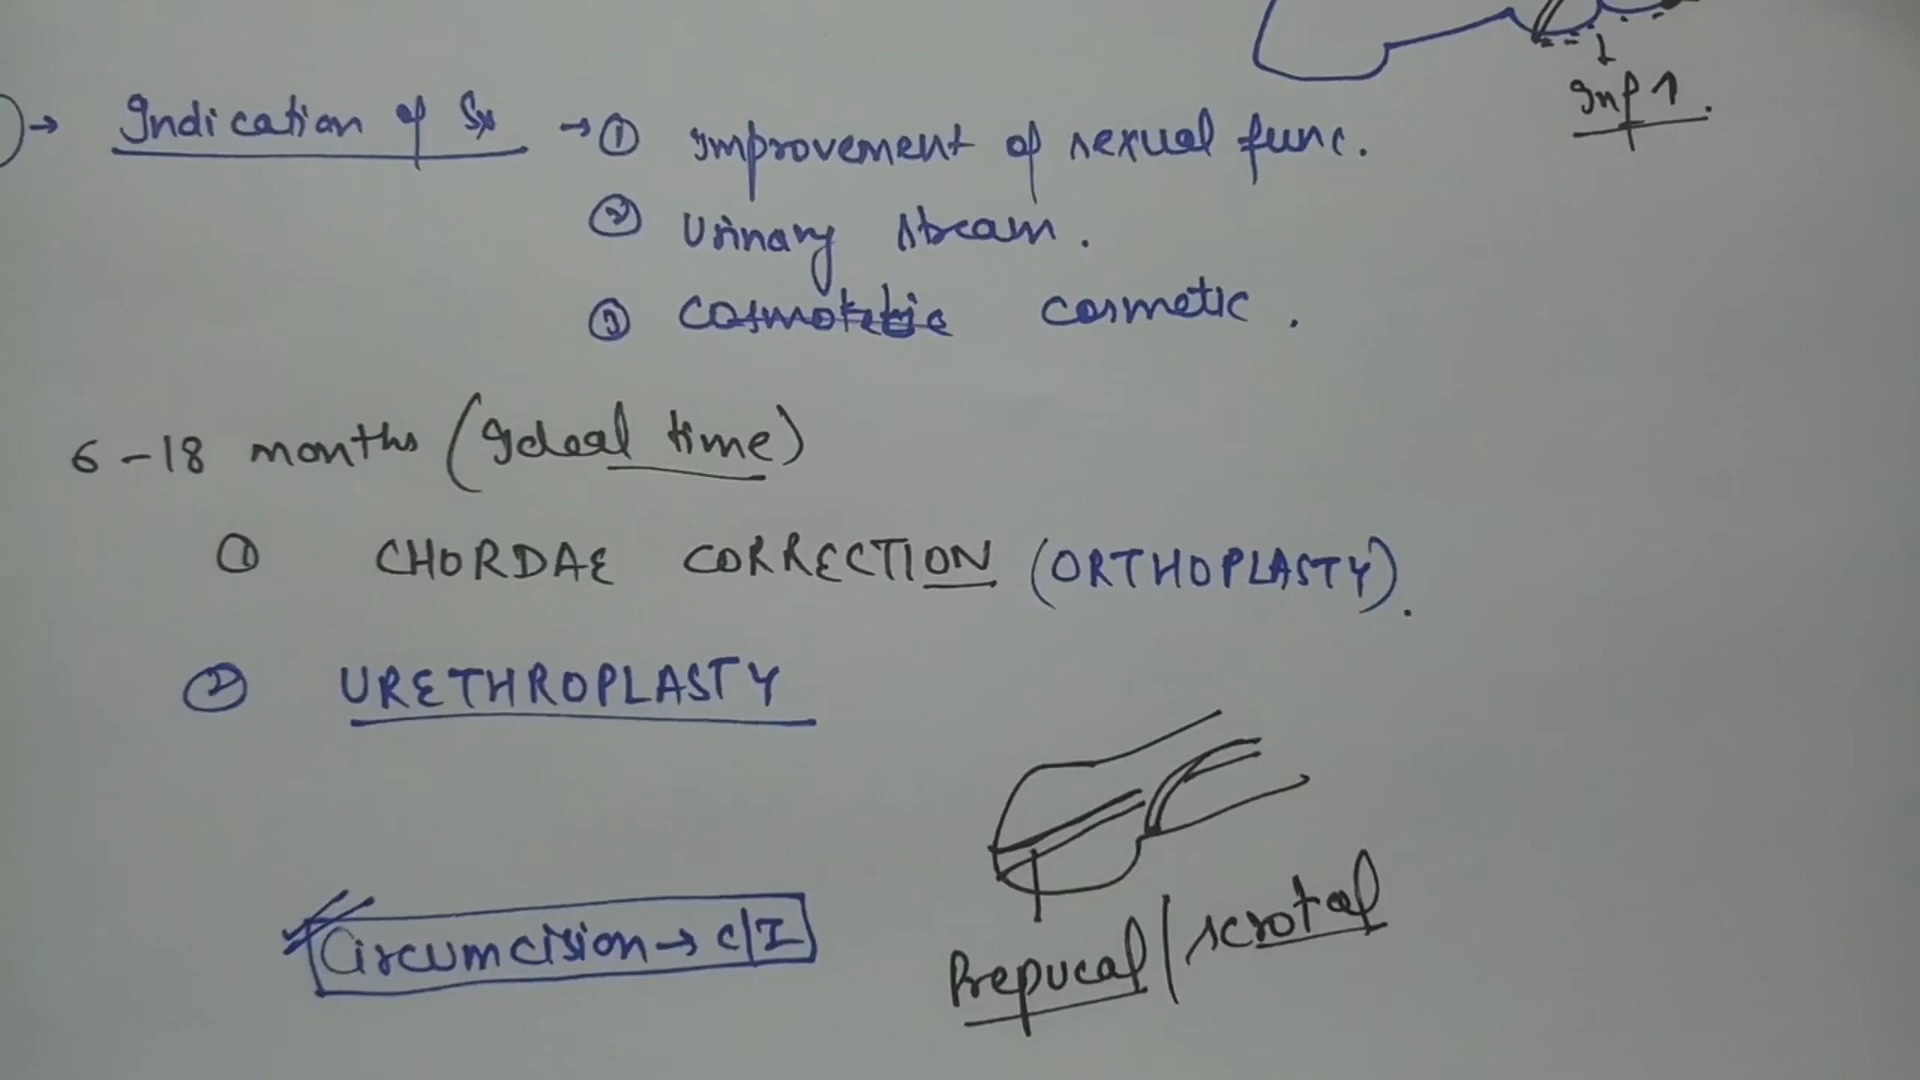 → Indication of Sx → ① Improvement of sexual func.
② Urinary stream.
③ cosmetic.
Inf ↑.
6-18 months (Ideal time)
① CHORDAE CORRECTION (ORTHOPLASTY).
② URETHROPLASTY
Circumcision → C/I
Prepucal / scrotal